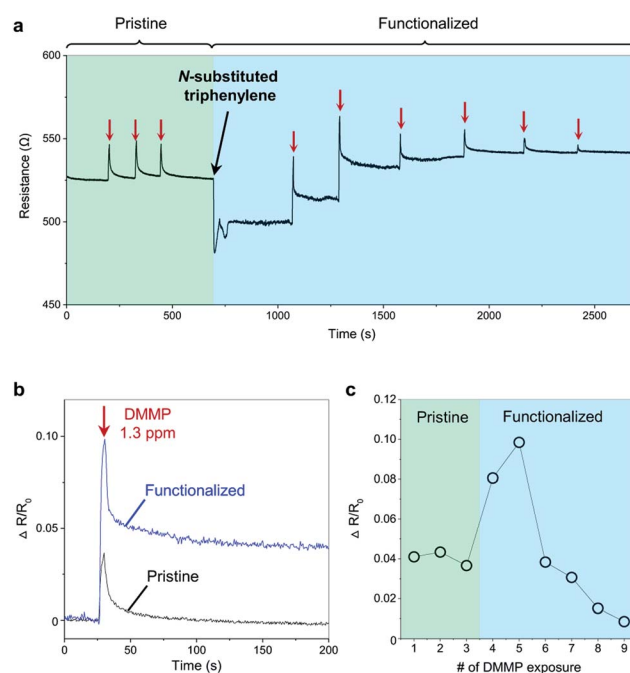 a
Pristine
Functionalized
600
550
500
450
Resistance (Ω)
N-substituted
triphenylene
0
500
1000
1500
2000
2500
Time (s)
b
DMMP
1.3 ppm
Functionalized
Pristine
0.10
0.05
0
Δ R/R0
0
50
100
150
200
Time (s)
c
0.12
0.10
0.08
0.06
0.04
0.02
0.00
Δ R/R0
Pristine
Functionalized
1 2 3 4 5 6 7 8 9
# of DMMP exposure